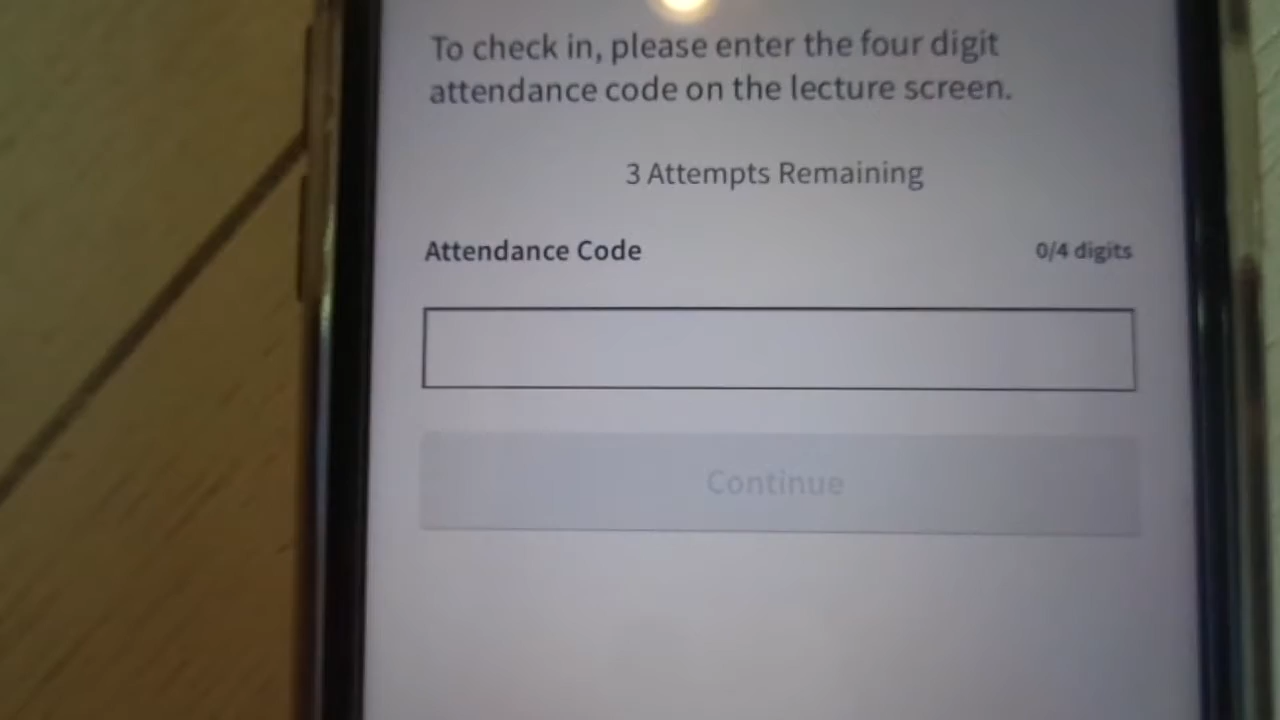 To check in, please enter the four digit
attendance code on the lecture screen.
3 Attempts Remaining
Attendance Code
0/4 digits
Continue